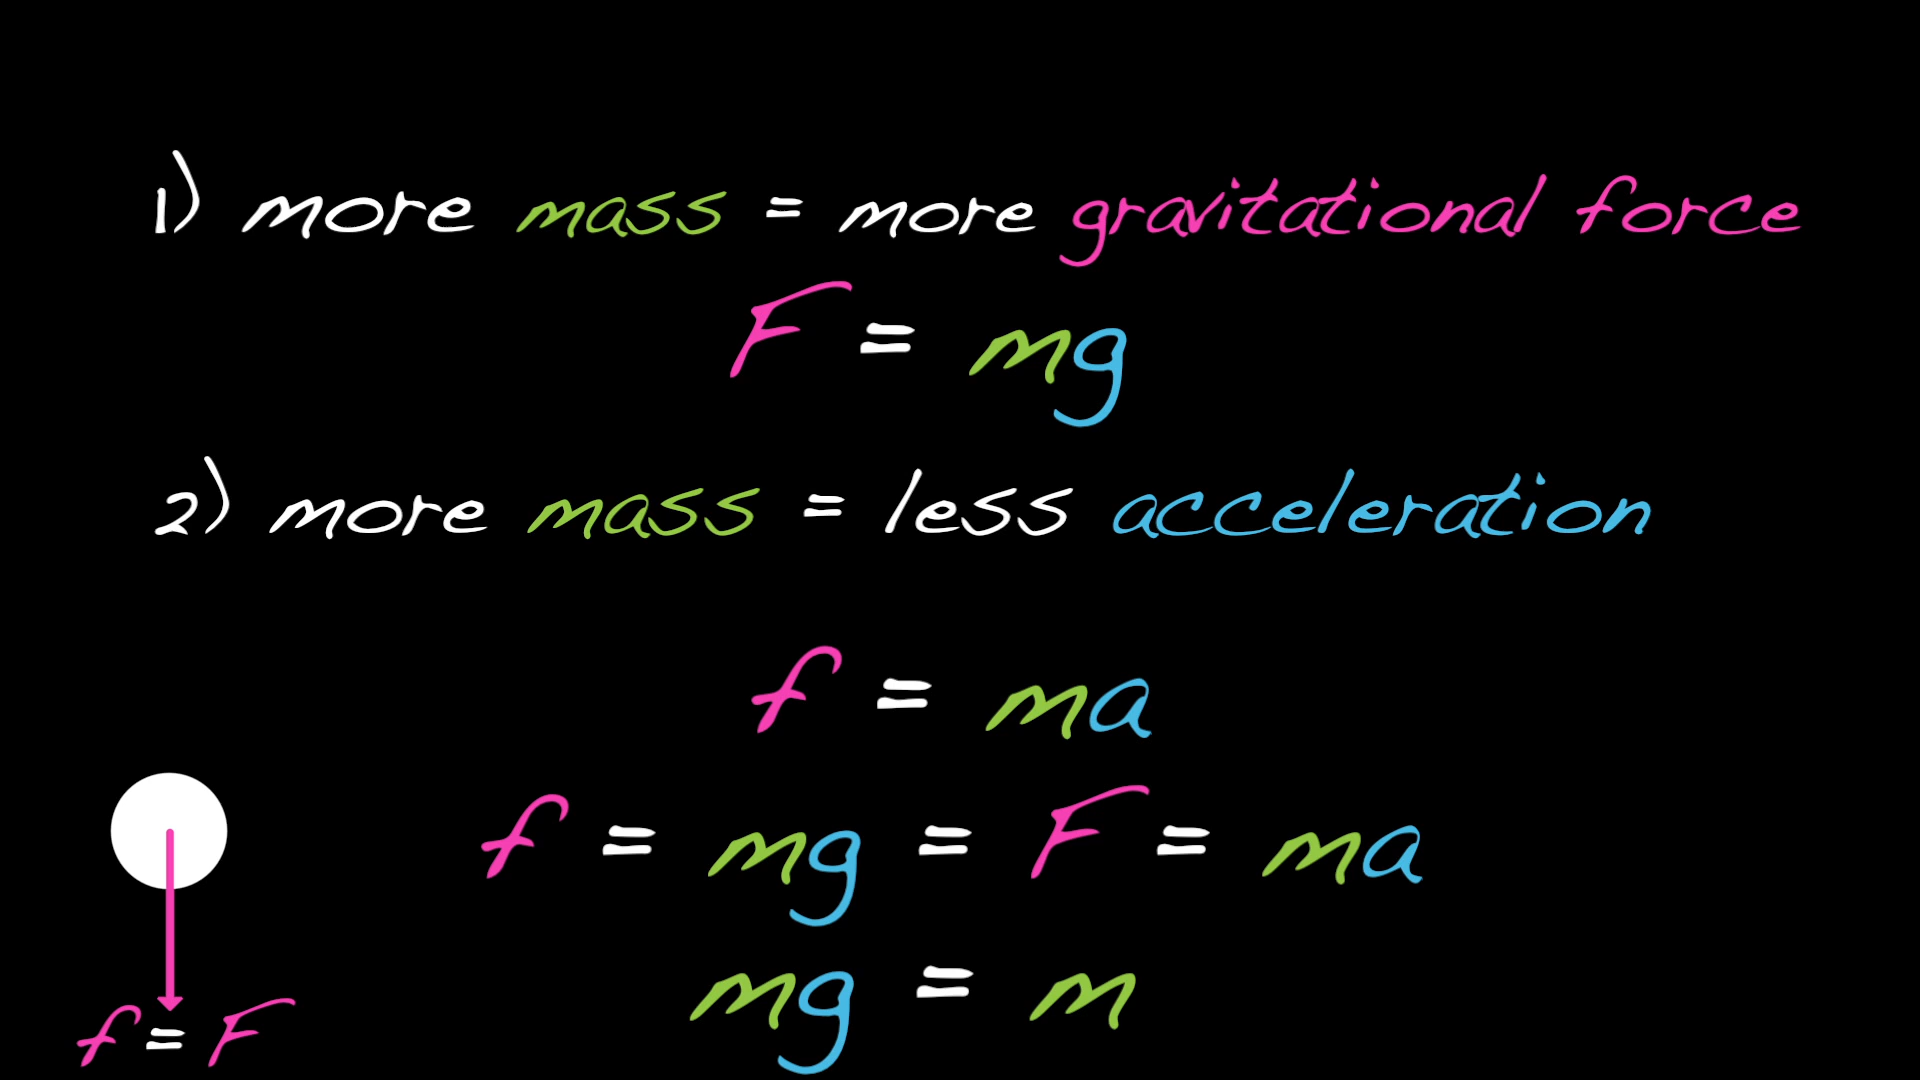 1) more mass = more gravitational force
F = mg
2) more mass = less acceleration
f = ma
f = mg = F = ma
mg = m
f = F